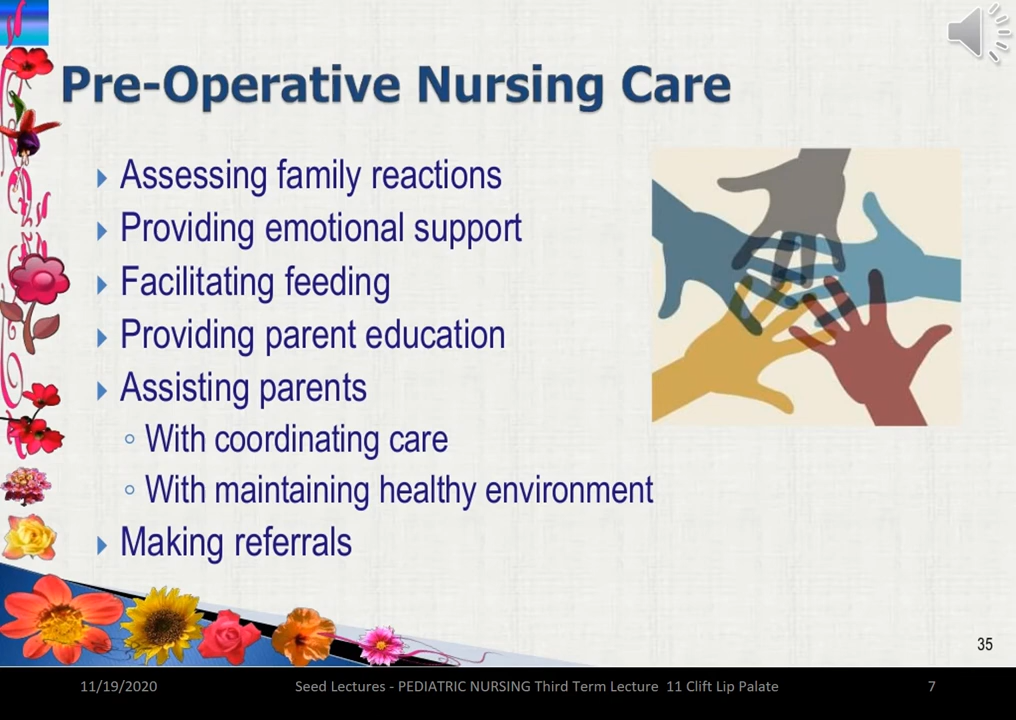 Pre-Operative Nursing Care
Assessing family reactions
Providing emotional support
Facilitating feeding
Providing parent education
Assisting parents
With coordinating care
With maintaining healthy environment
Making referrals
35
11/19/2020
Seed Lectures - PEDIATRIC NURSING Third Term Lecture 11 Clift Lip Palate
7